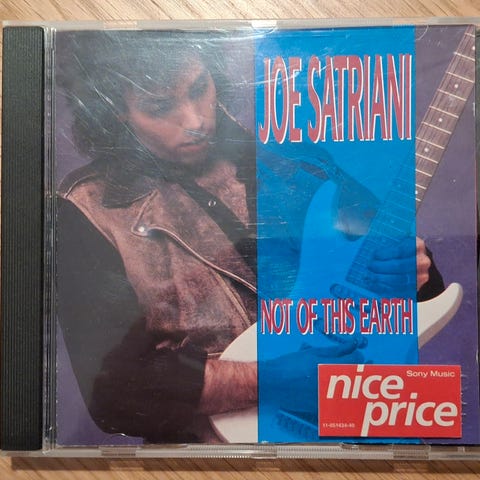 JOE SATRIANI
NOT OF THIS EARTH
Sony Music
nice
price